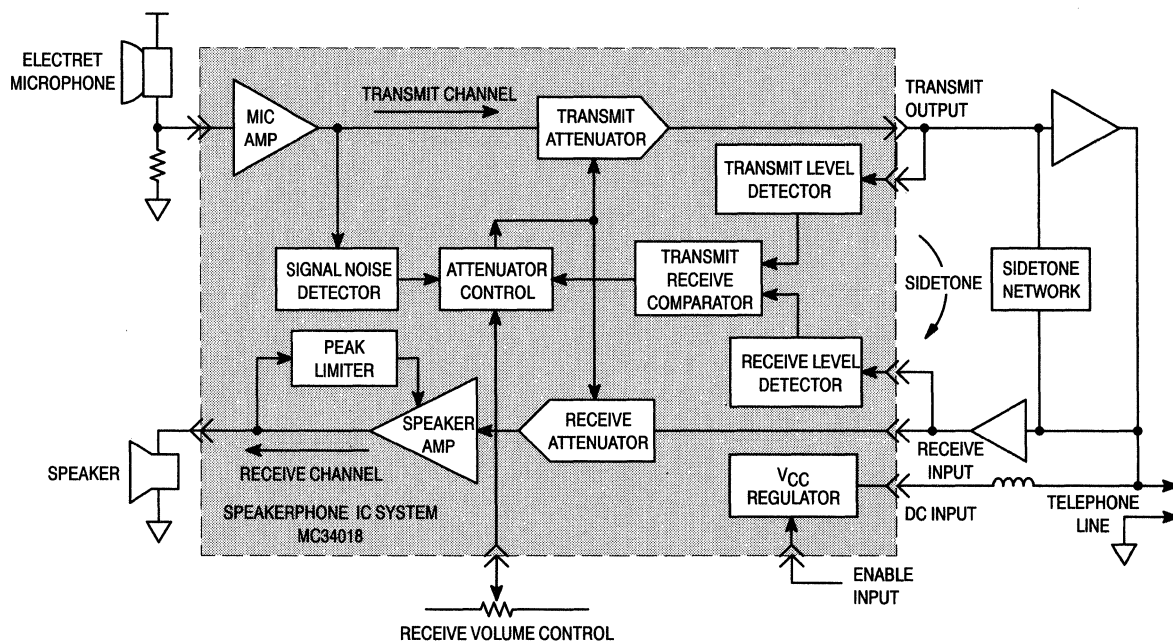 ELECTRET
MICROPHONE
MIC
AMP
TRANSMIT CHANNEL
TRANSMIT
ATTENUATOR
TRANSMIT
OUTPUT
TRANSMIT LEVEL
DETECTOR
SIGNAL NOISE
DETECTOR
ATTENUATOR
CONTROL
TRANSMIT
RECEIVE
COMPARATOR
SIDETONE
SIDETONE
NETWORK
PEAK
LIMITER
RECEIVE LEVEL
DETECTOR
SPEAKER
AMP
RECEIVE
ATTENUATOR
RECEIVE
INPUT
SPEAKER
RECEIVE CHANNEL
VCC
REGULATOR
DC INPUT
TELEPHONE
LINE
SPEAKERPHONE IC SYSTEM
MC34018
ENABLE
INPUT
RECEIVE VOLUME CONTROL